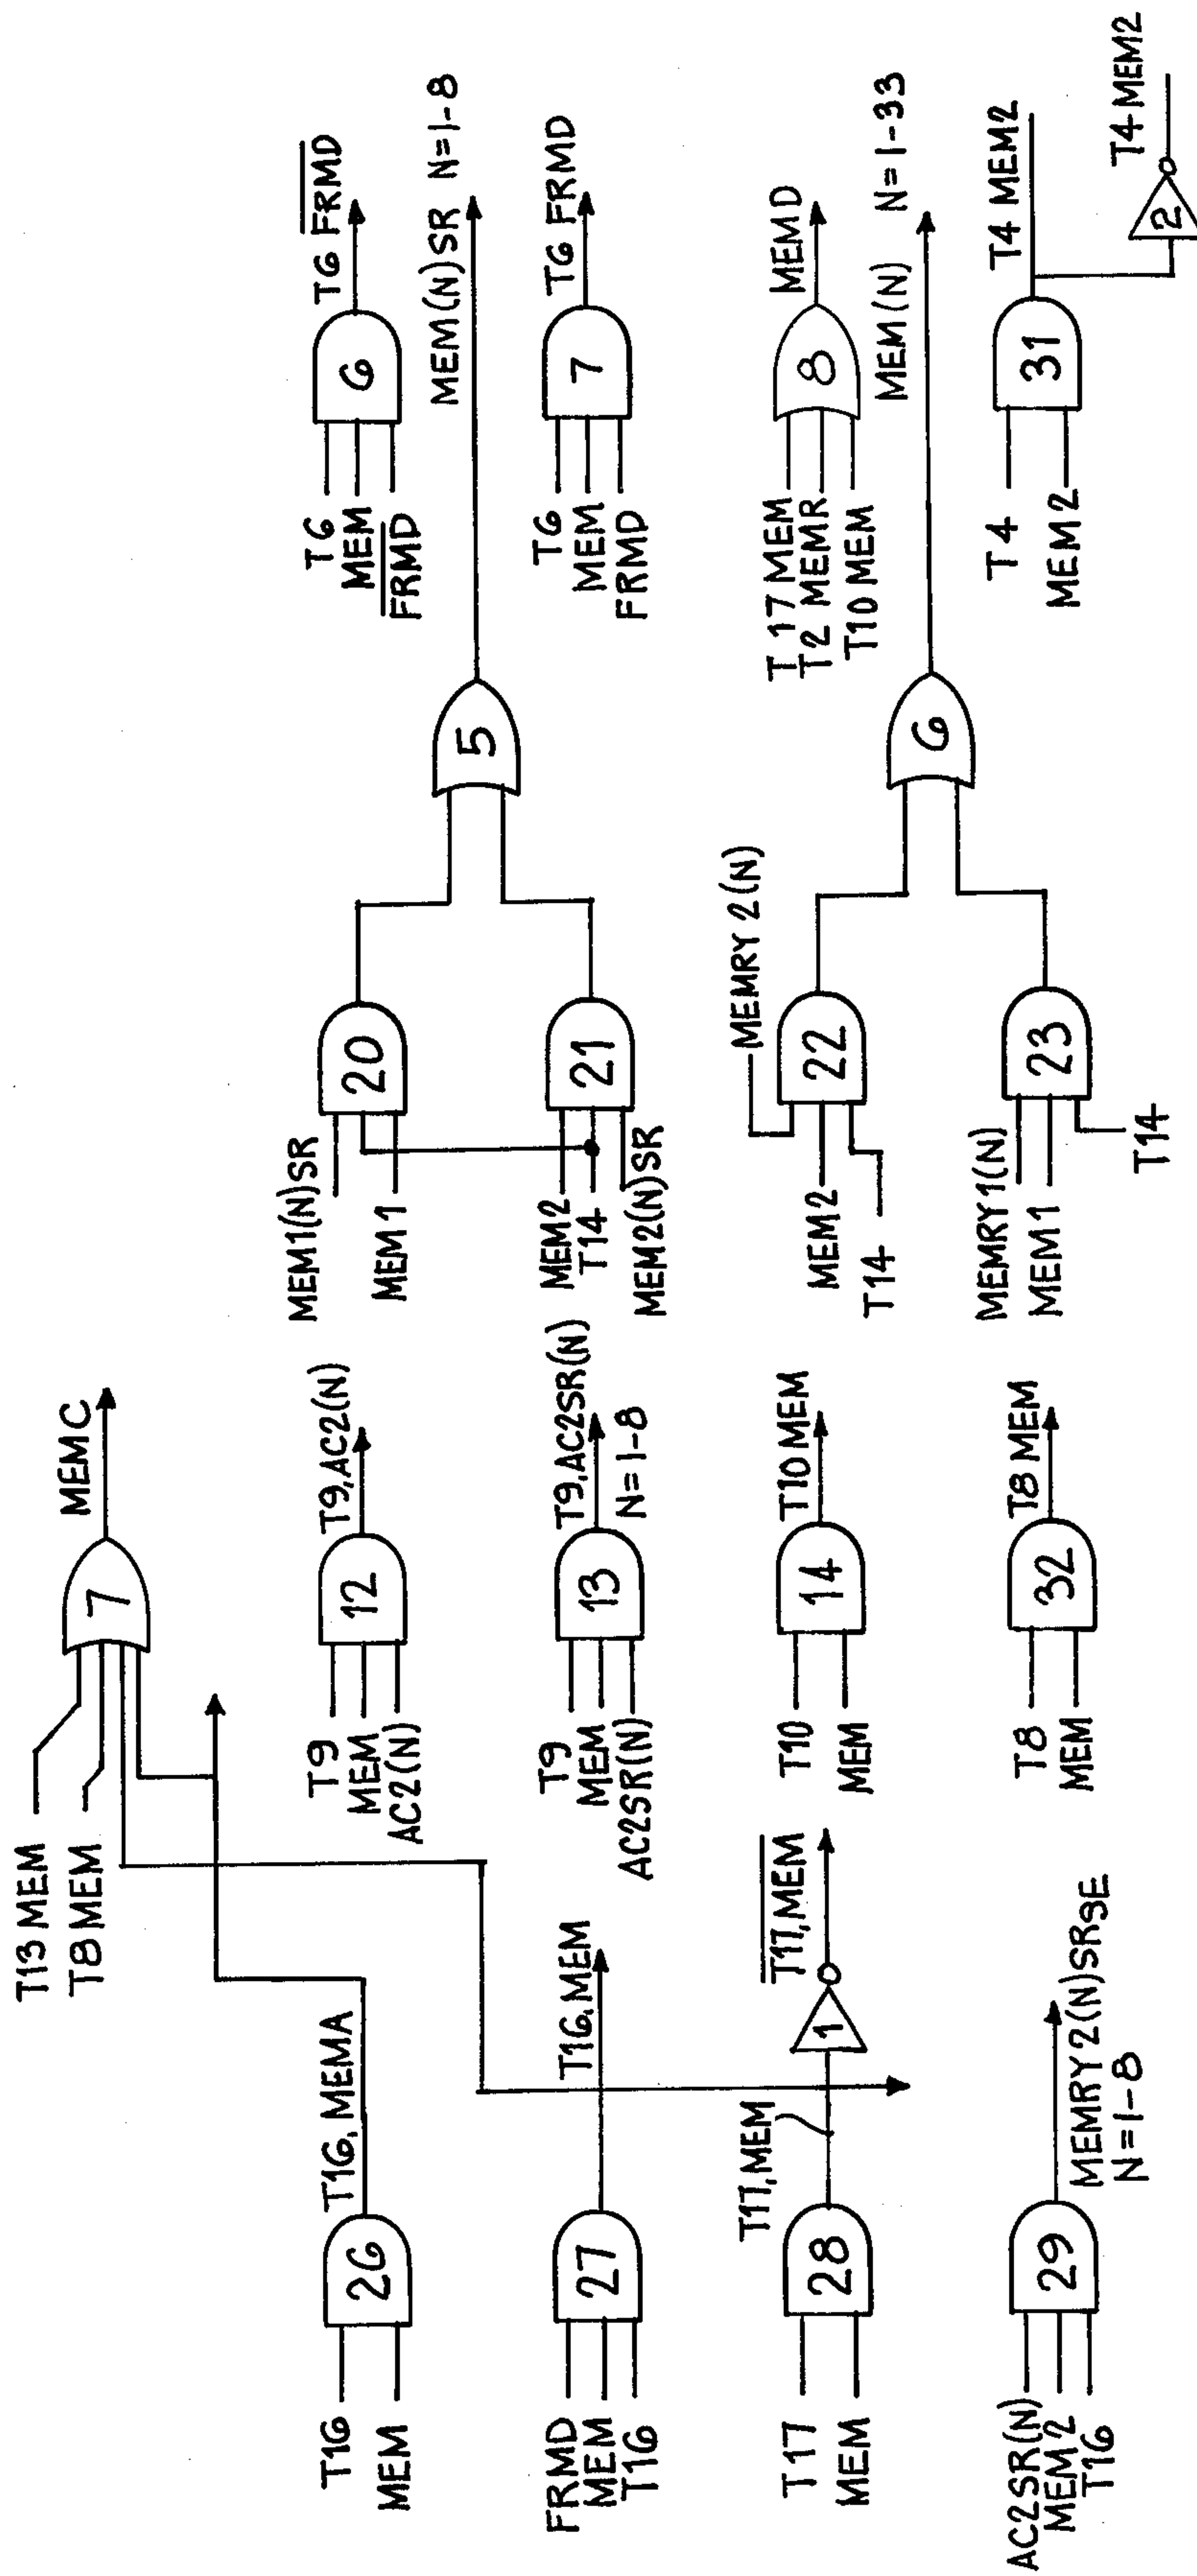 T16
MEM
26
T16,MEMA
T13 MEM
T8 MEM
7
MEMC
FRMD
MEM
T16
27
T16,MEM
T17
MEM
28
T17,MEM
1
T17,MEM
AC2SR(N)
MEM 2
T16
29
MEMRY2(N)SRSE
N=1-8
T9
MEM
AC2(N)
12
T9,AC2(N)
T9
MEM
AC2SR(N)
13
T9,AC2SR(N)
N=1-8
T10
MEM
14
T10 MEM
T8
MEM
32
T8 MEM
MEM1(N)SR
MEM1
20
MEM2
T14
MEM2(N)SR
21
5
MEM(N)SR N=1-8
MEMRY 2(N)
MEM2
T14
22
MEMRY1(N)
MEM1
T14
23
6
MEM(N) N=1-33
T6
MEM
FRMD
6
T6 FRMD
T6
MEM
FRMD
7
T6 FRMD
T 17 MEM
T2 MEMR
T10 MEM
8
MEM D
T4
MEM2
31
T4 MEM2
2
T4 MEM2